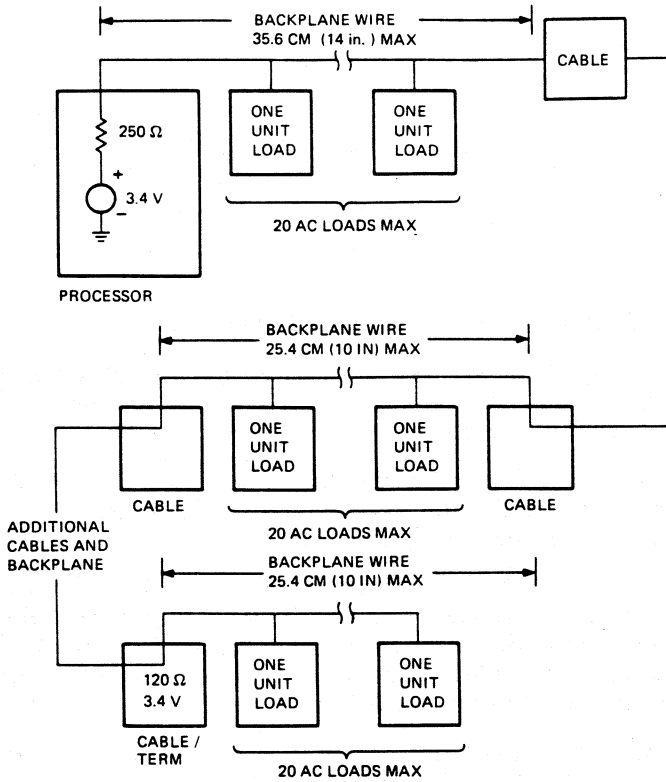 BACKPLANE WIRE
35.6 CM (14 in.) MAX
CABLE
250 Ω
+
3.4 V
−
ONE
UNIT
LOAD
ONE
UNIT
LOAD
20 AC LOADS MAX
PROCESSOR
BACKPLANE WIRE
25.4 CM (10 IN) MAX
ONE
UNIT
LOAD
ONE
UNIT
LOAD
CABLE
CABLE
20 AC LOADS MAX
ADDITIONAL
CABLES AND
BACKPLANE
BACKPLANE WIRE
25.4 CM (10 IN) MAX
120 Ω
3.4 V
ONE
UNIT
LOAD
ONE
UNIT
LOAD
CABLE /
TERM
20 AC LOADS MAX